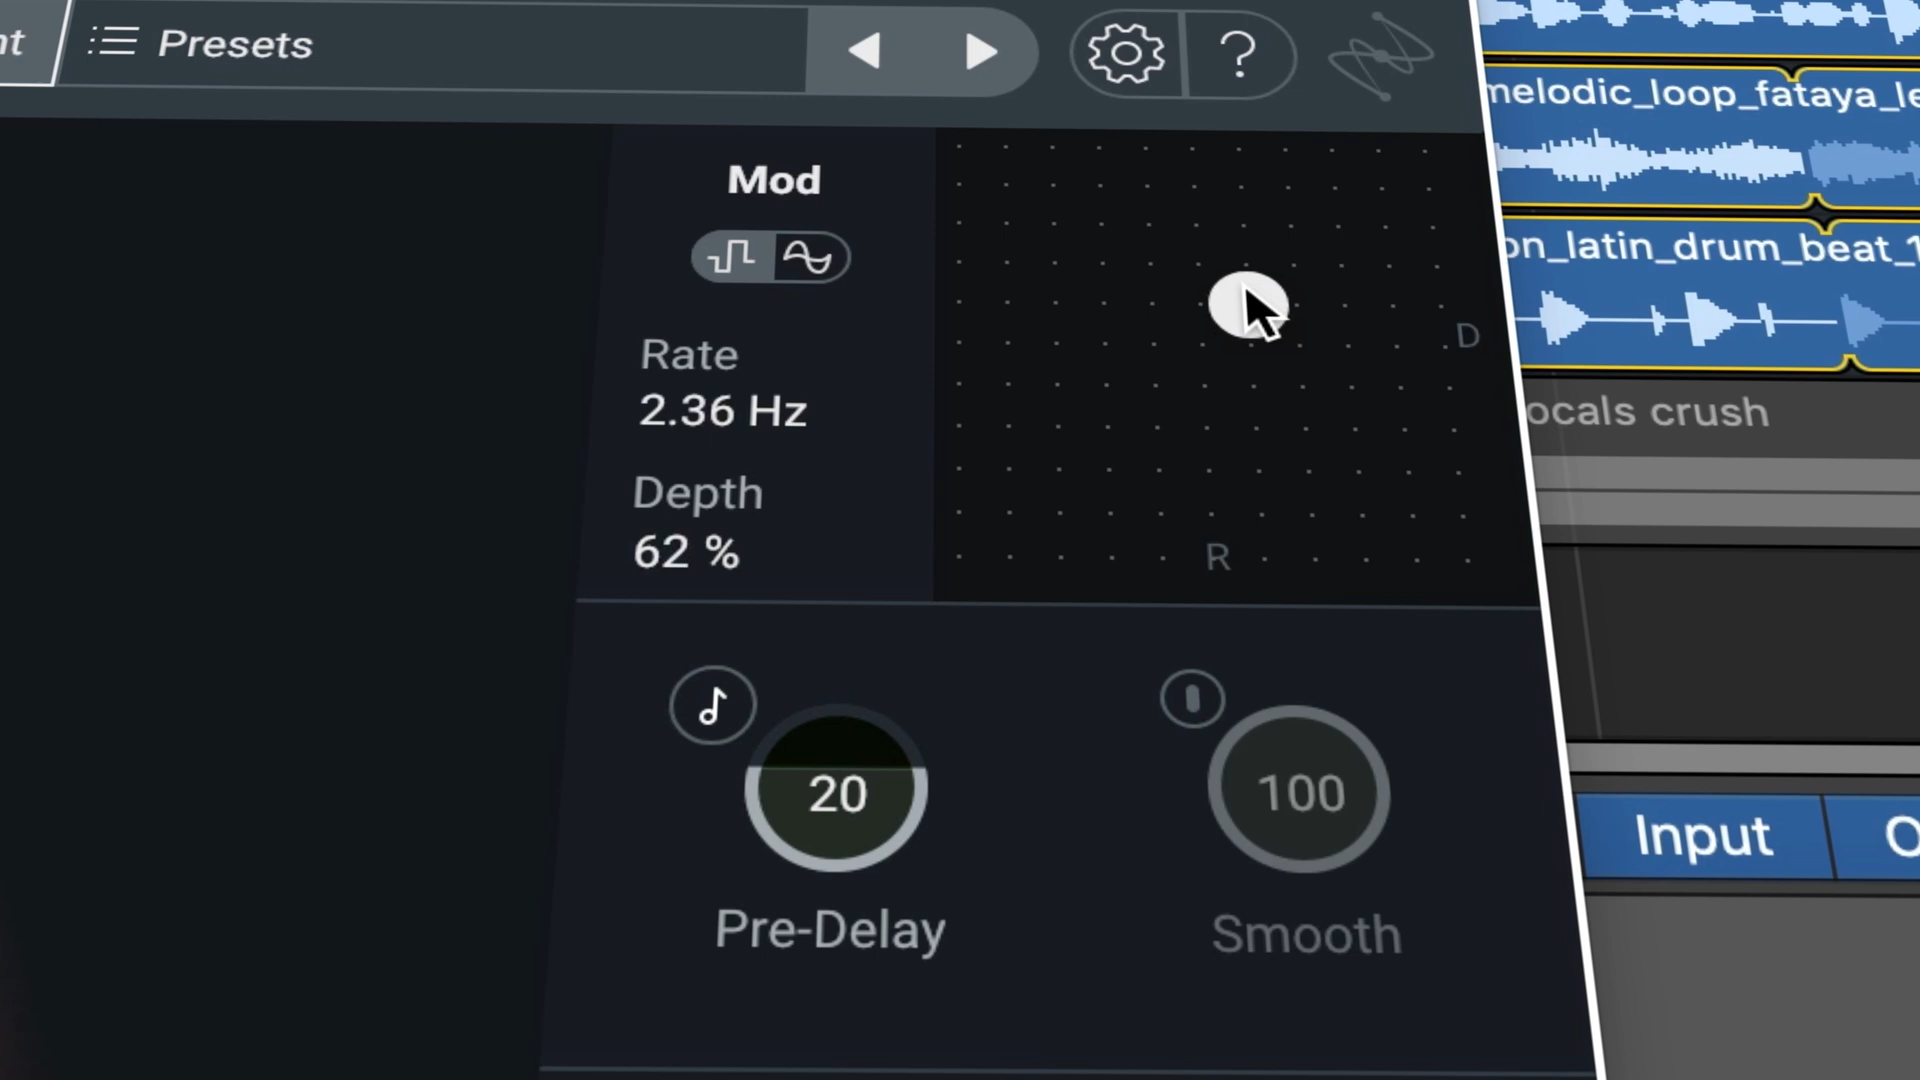 nt
Presets
?
Mod
Rate
2.36 Hz
Depth
62 %
D
R
20
Pre-Delay
100
Smooth
melodic_loop_fataya_le
on_latin_drum_beat_1
ocals crush
Input
O